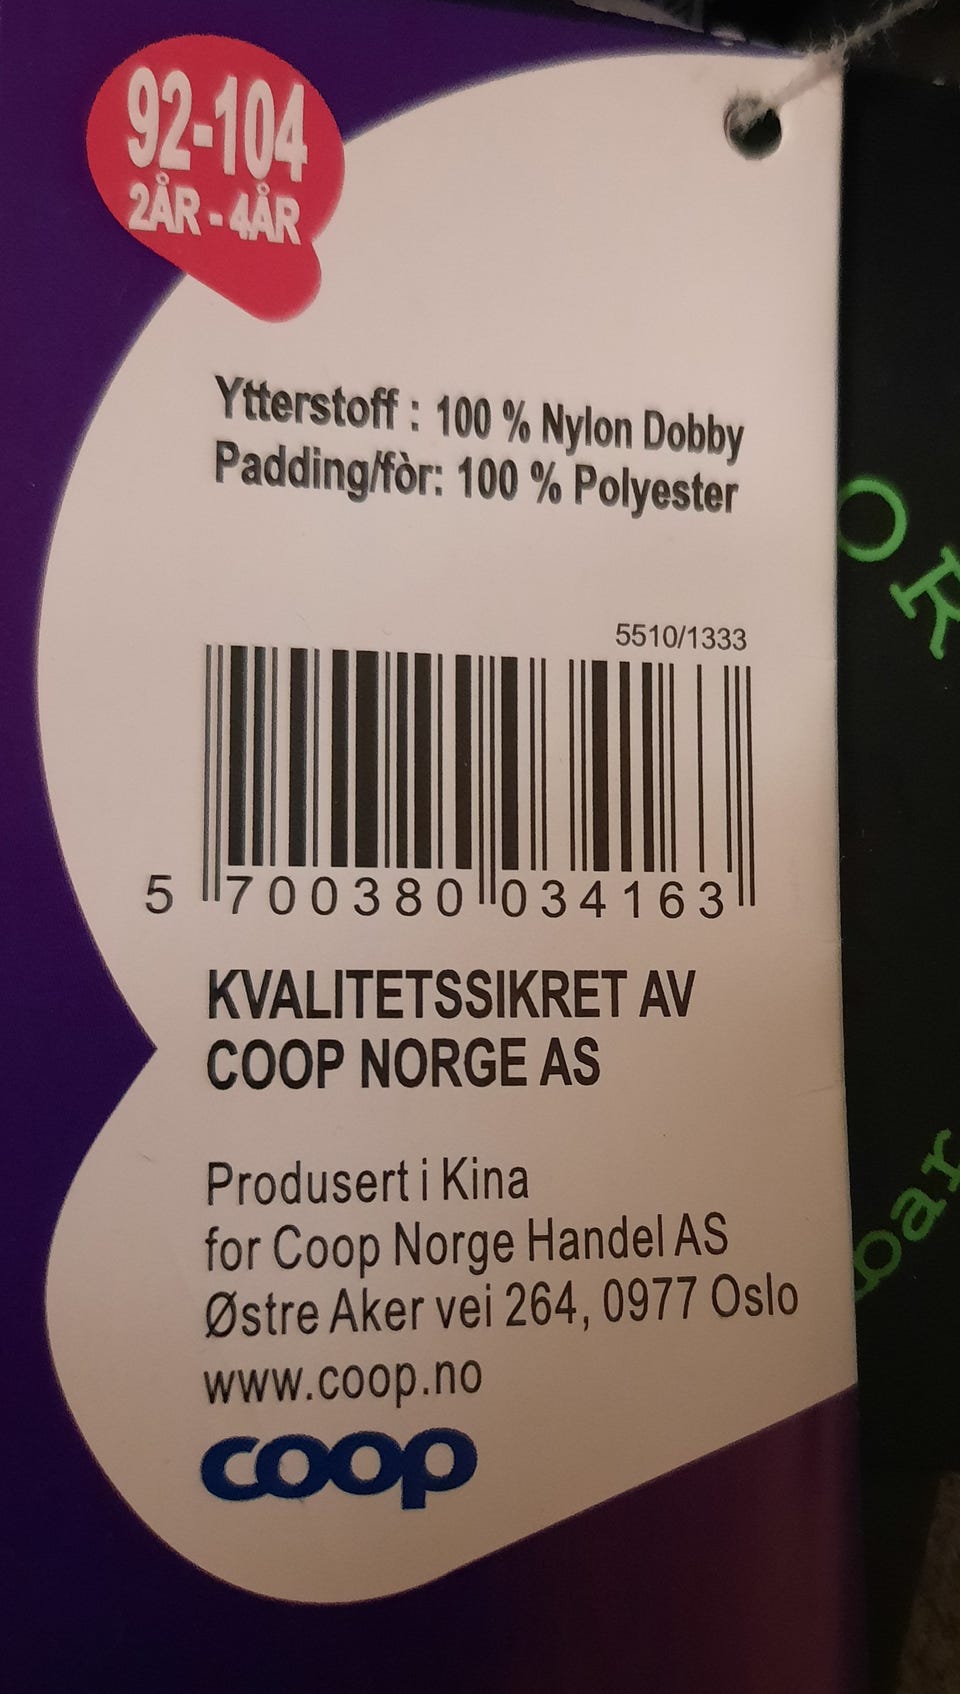 92-104
2ÅR - 4ÅR
Ytterstoff : 100 % Nylon Dobby
Padding/fòr: 100 % Polyester
5510/1333
5 700380 034163
KVALITETSSIKRET AV
COOP NORGE AS
Produsert i Kina
for Coop Norge Handel AS
Østre Aker vei 264, 0977 Oslo
www.coop.no
coop
OK
bar